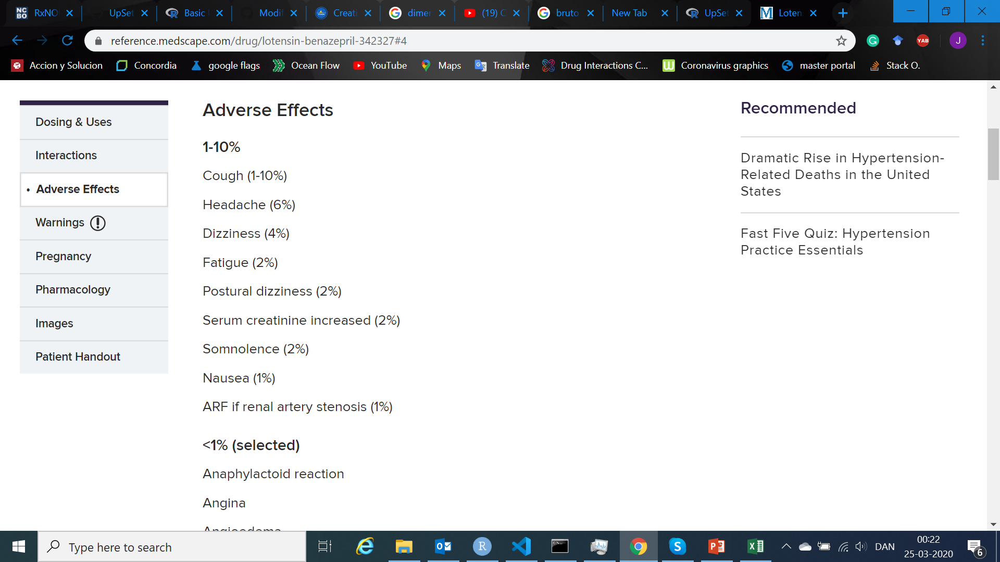 RxNO
UpSet
Basic
Modif
Creati
dimer
(19) C
bruto
New Tab
UpSet
Loten
reference.medscape.com/drug/lotensin-benazepril-342327#4
YAB
J
Accion y Solucion
Concordia
google flags
Ocean Flow
YouTube
Maps
Translate
Drug Interactions C...
Coronavirus graphics
master portal
Stack O.
Dosing & Uses
Interactions
• Adverse Effects
Warnings
Pregnancy
Pharmacology
Images
Patient Handout
Adverse Effects
1-10%
Cough (1-10%)
Headache (6%)
Dizziness (4%)
Fatigue (2%)
Postural dizziness (2%)
Serum creatinine increased (2%)
Somnolence (2%)
Nausea (1%)
ARF if renal artery stenosis (1%)
<1% (selected)
Anaphylactoid reaction
Angina
Angioedema
Recommended
Dramatic Rise in Hypertension-
Related Deaths in the United
States
Fast Five Quiz: Hypertension
Practice Essentials
Type here to search
DAN
00:22
25-03-2020
6